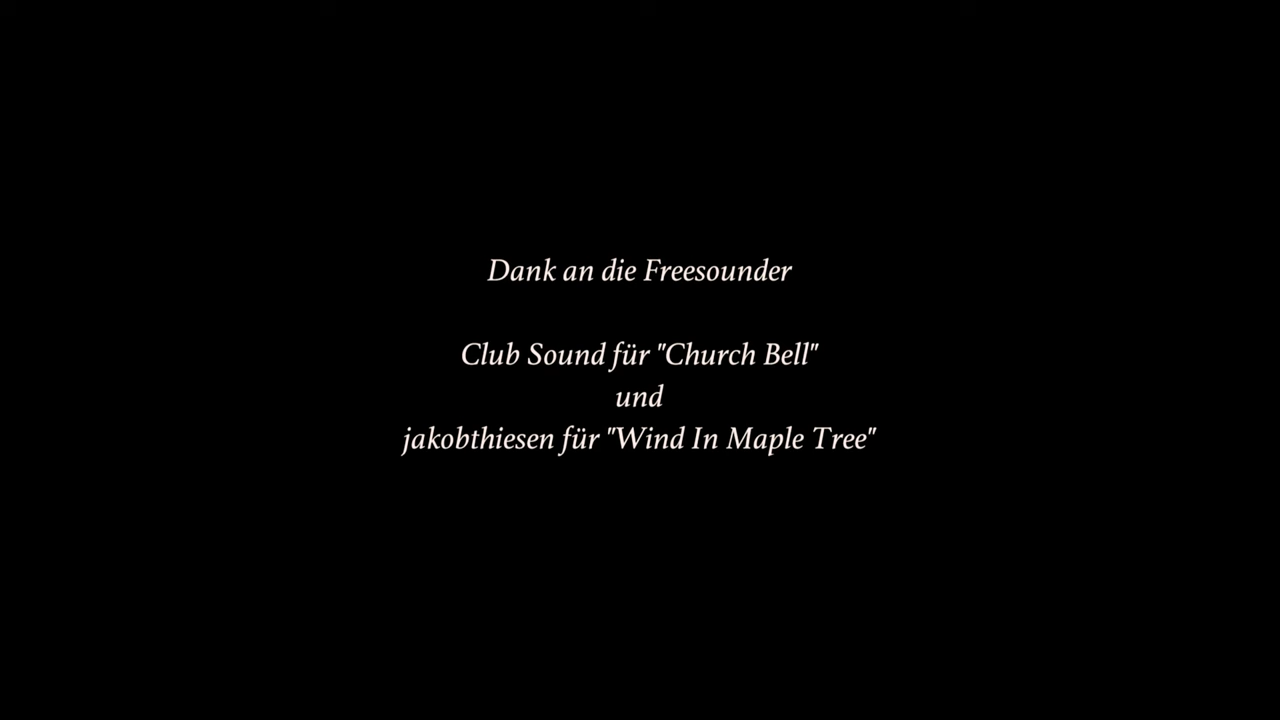 Dank an die Freesounder
Club Sound für "Church Bell"
und
jakobthiesen für "Wind In Maple Tree"